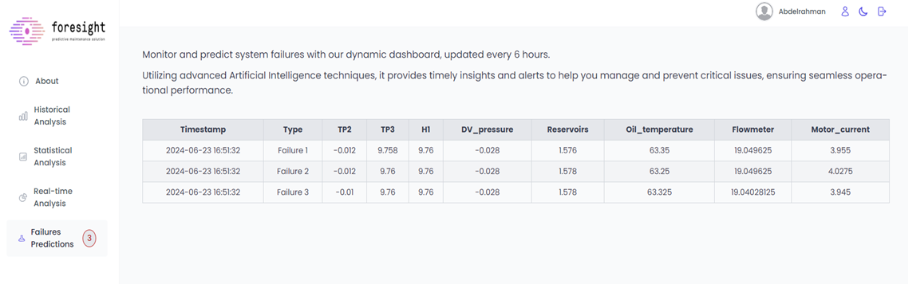 foresight
predictive maintenance solution
Abdelrahman
About
Historical
Analysis
Statistical
Analysis
Real-time
Analysis
Failures
Predictions
3
Monitor and predict system failures with our dynamic dashboard, updated every 6 hours.
Utilizing advanced Artificial Intelligence techniques, it provides timely insights and alerts to help you manage and prevent critical issues, ensuring seamless opera-
tional performance.
Timestamp Type TP2 TP3 H1 DV_pressure Reservoirs Oil_temperature Flowmeter Motor_current
2024-06-23 16:51:32 Failure 1 -0.012 9.758 9.76 -0.028 1.576 63.35 19.049625 3.955
2024-06-23 16:51:32 Failure 2 -0.012 9.76 9.76 -0.028 1.578 63.25 19.049625 4.0275
2024-06-23 16:51:32 Failure 3 -0.01 9.76 9.76 -0.028 1.578 63.325 19.04028125 3.945